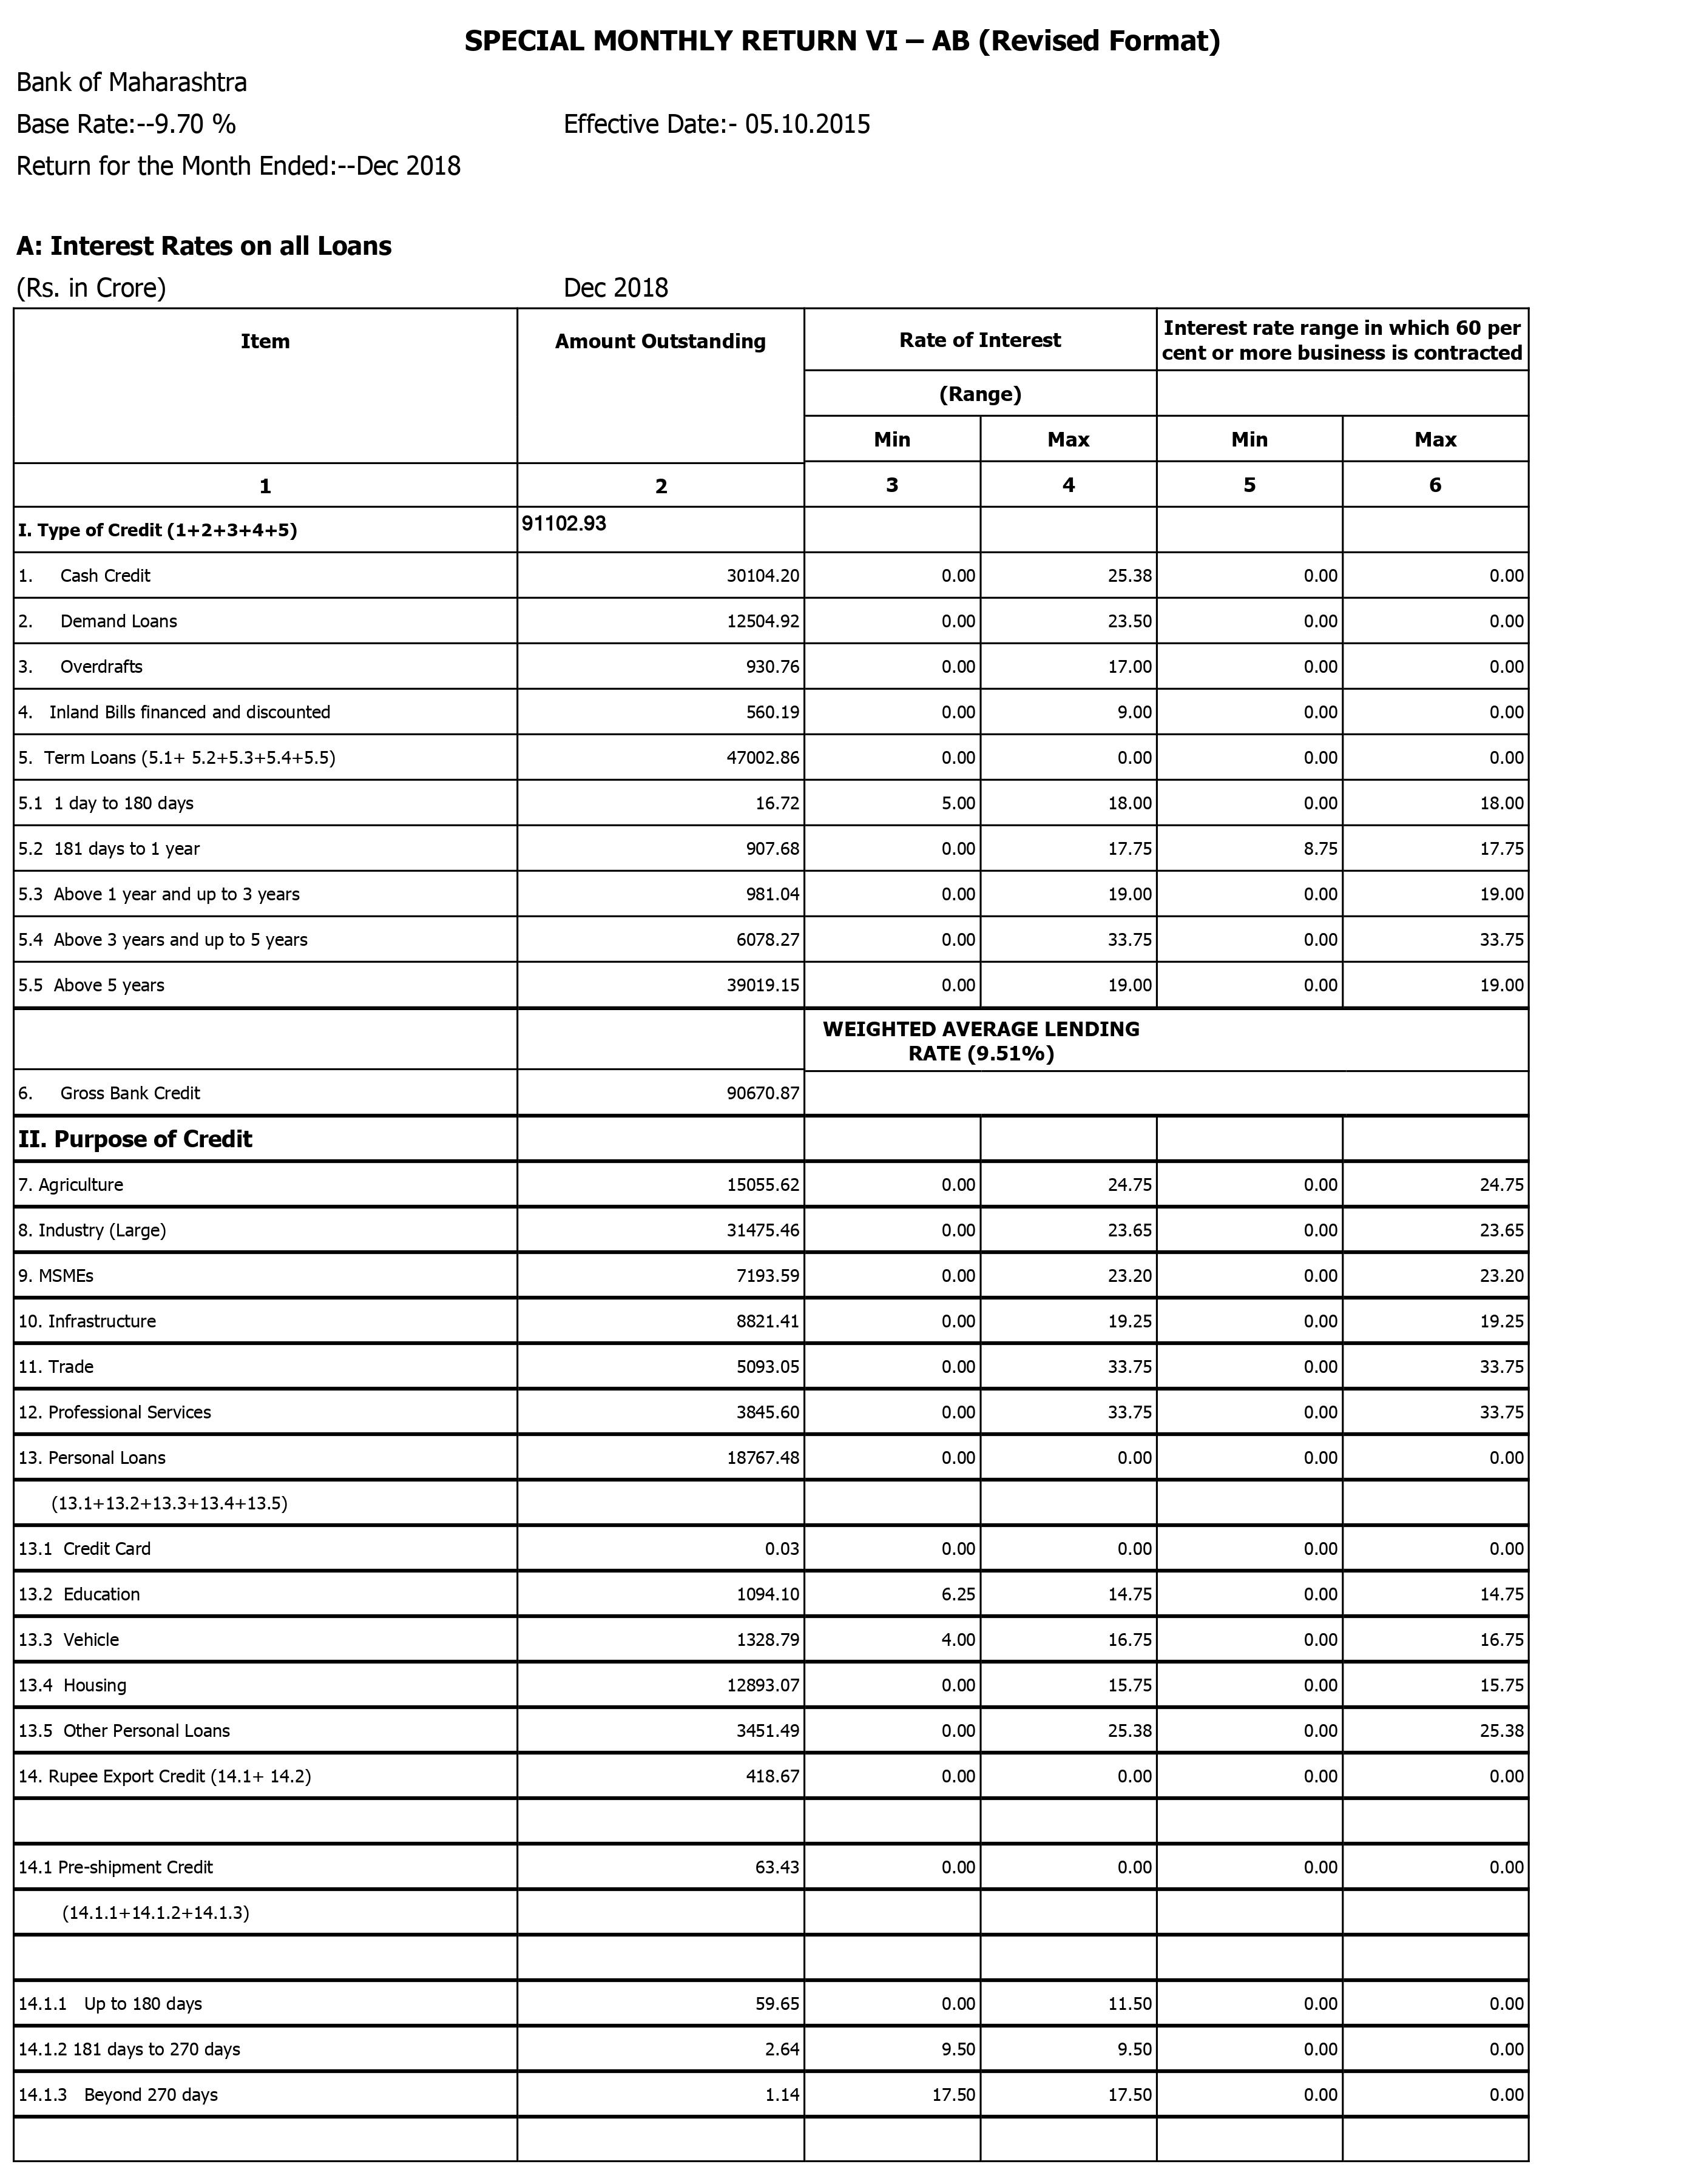 SPECIAL MONTHLY RETURN VI – AB (Revised Format)
Bank of Maharashtra
Base Rate:--9.70 % Effective Date:- 05.10.2015
Return for the Month Ended:--Dec 2018
A: Interest Rates on all Loans
(Rs. in Crore) Dec 2018
Item Amount Outstanding Rate of Interest Interest rate range in which 60 per
cent or more business is contracted
(Range)
Min Max Min Max
1 2 3 4 5 6
I. Type of Credit (1+2+3+4+5) 91102.93
1. Cash Credit 30104.20 0.00 25.38 0.00 0.00
2. Demand Loans 12504.92 0.00 23.50 0.00 0.00
3. Overdrafts 930.76 0.00 17.00 0.00 0.00
4. Inland Bills financed and discounted 560.19 0.00 9.00 0.00 0.00
5. Term Loans (5.1+ 5.2+5.3+5.4+5.5) 47002.86 0.00 0.00 0.00 0.00
5.1 1 day to 180 days 16.72 5.00 18.00 0.00 18.00
5.2 181 days to 1 year 907.68 0.00 17.75 8.75 17.75
5.3 Above 1 year and up to 3 years 981.04 0.00 19.00 0.00 19.00
5.4 Above 3 years and up to 5 years 6078.27 0.00 33.75 0.00 33.75
5.5 Above 5 years 39019.15 0.00 19.00 0.00 19.00
WEIGHTED AVERAGE LENDING
RATE (9.51%)
6. Gross Bank Credit 90670.87
II. Purpose of Credit
7. Agriculture 15055.62 0.00 24.75 0.00 24.75
8. Industry (Large) 31475.46 0.00 23.65 0.00 23.65
9. MSMEs 7193.59 0.00 23.20 0.00 23.20
10. Infrastructure 8821.41 0.00 19.25 0.00 19.25
11. Trade 5093.05 0.00 33.75 0.00 33.75
12. Professional Services 3845.60 0.00 33.75 0.00 33.75
13. Personal Loans 18767.48 0.00 0.00 0.00 0.00
(13.1+13.2+13.3+13.4+13.5)
13.1 Credit Card 0.03 0.00 0.00 0.00 0.00
13.2 Education 1094.10 6.25 14.75 0.00 14.75
13.3 Vehicle 1328.79 4.00 16.75 0.00 16.75
13.4 Housing 12893.07 0.00 15.75 0.00 15.75
13.5 Other Personal Loans 3451.49 0.00 25.38 0.00 25.38
14. Rupee Export Credit (14.1+ 14.2) 418.67 0.00 0.00 0.00 0.00
14.1 Pre-shipment Credit 63.43 0.00 0.00 0.00 0.00
(14.1.1+14.1.2+14.1.3)
14.1.1 Up to 180 days 59.65 0.00 11.50 0.00 0.00
14.1.2 181 days to 270 days 2.64 9.50 9.50 0.00 0.00
14.1.3 Beyond 270 days 1.14 17.50 17.50 0.00 0.00